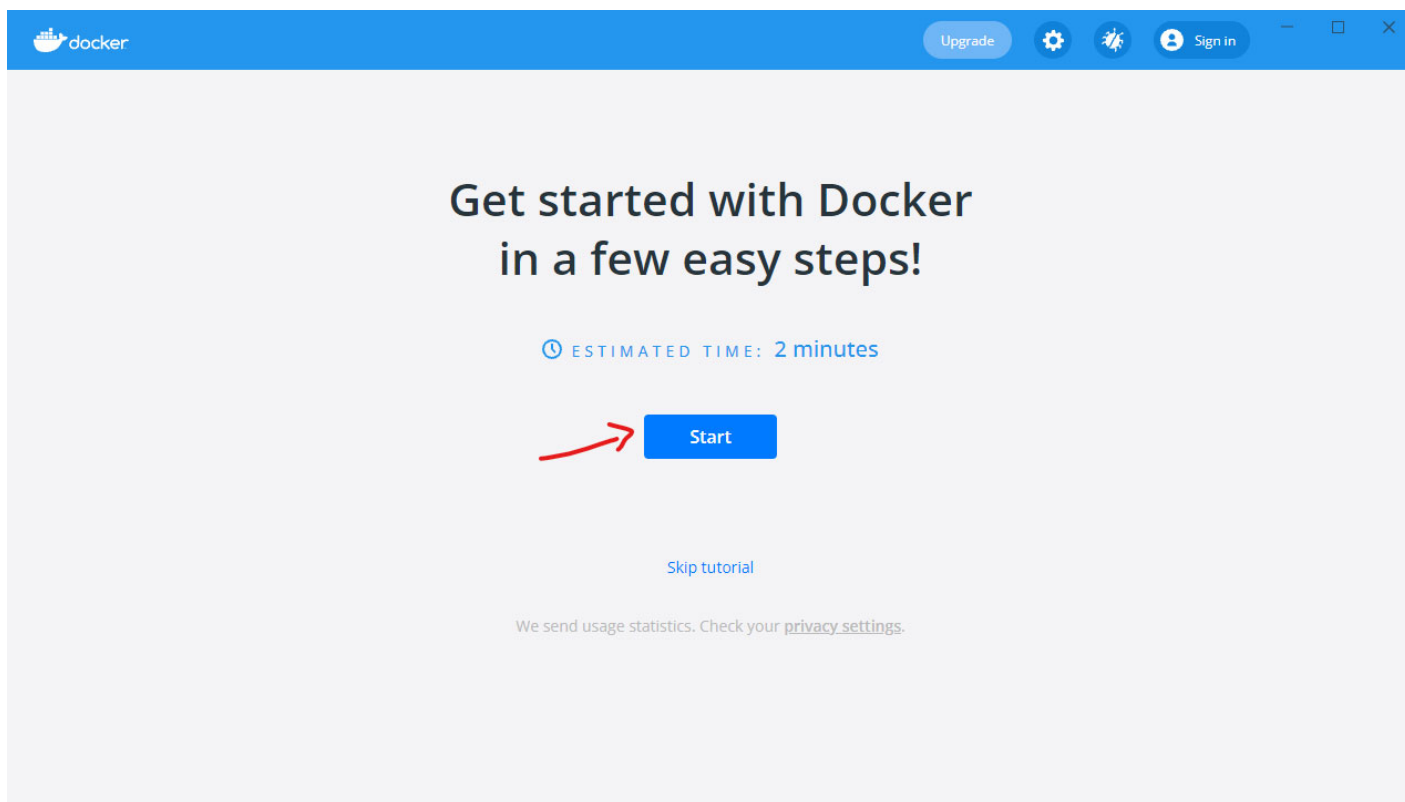 docker
Upgrade
Sign in
Get started with Docker
in a few easy steps!
ESTIMATED TIME: 2 minutes
Start
Skip tutorial
We send usage statistics. Check your privacy settings.